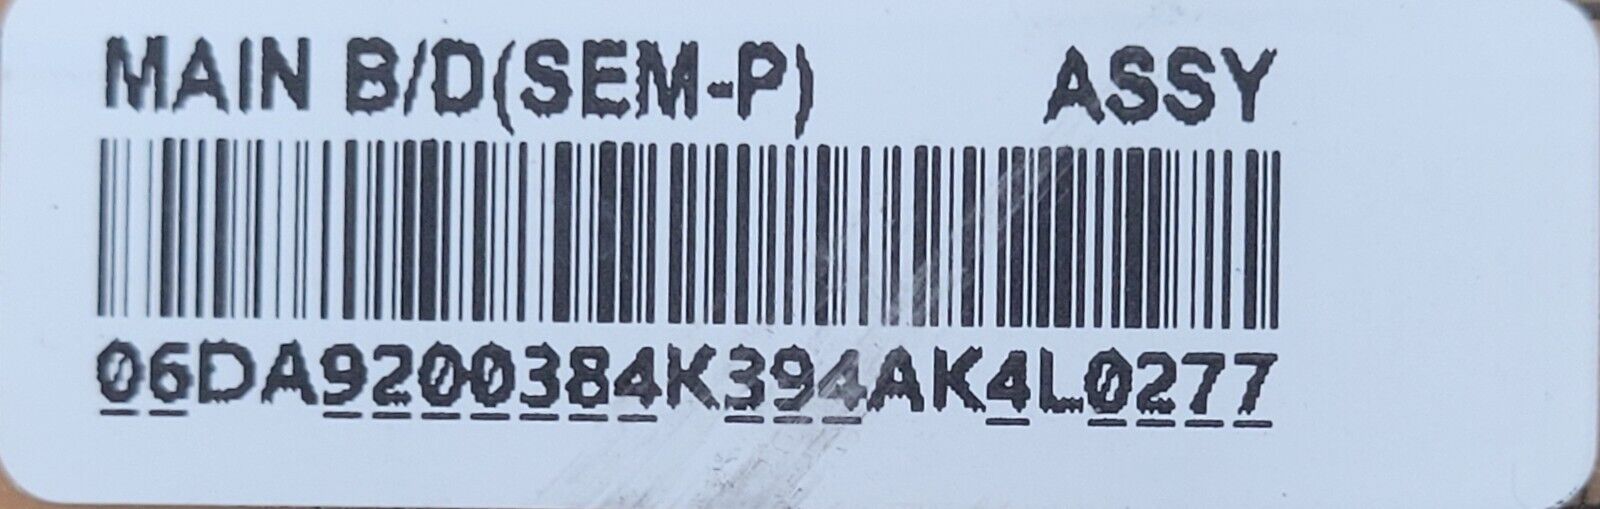 MAIN B/D(SEM-P) ASSY
06DA9200384K394AK4L0277